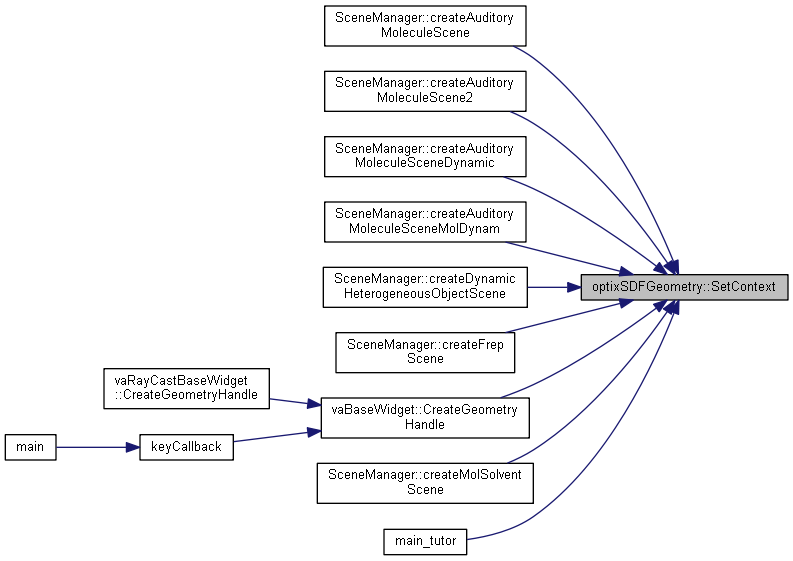 SceneManager::createAuditory
MoleculeScene
SceneManager::createAuditory
MoleculeScene2
SceneManager::createAuditory
MoleculeSceneDynamic
SceneManager::createAuditory
MoleculeSceneMolDynam
optixSDFGeometry::SetContext
SceneManager::createDynamic
HeterogeneousObjectScene
SceneManager::createFrep
Scene
vaRayCastBaseWidget
::CreateGeometryHandle
vaBaseWidget::CreateGeometry
Handle
main
keyCallback
SceneManager::createMolSolvent
Scene
main_tutor